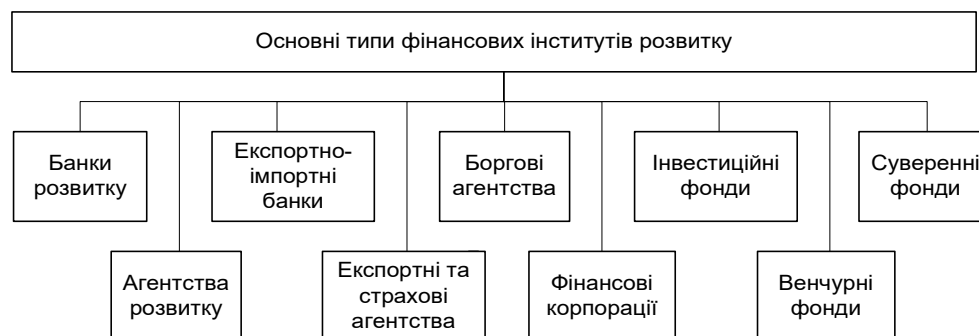 Основні типи фінансових інститутів розвитку
Банки
розвитку
Експортно-
імпортні
банки
Боргові
агентства
Інвестиційні
фонди
Суверенні
фонди
Агентства
розвитку
Експортні та
страхові
агентства
Фінансові
корпорації
Венчурні
фонди